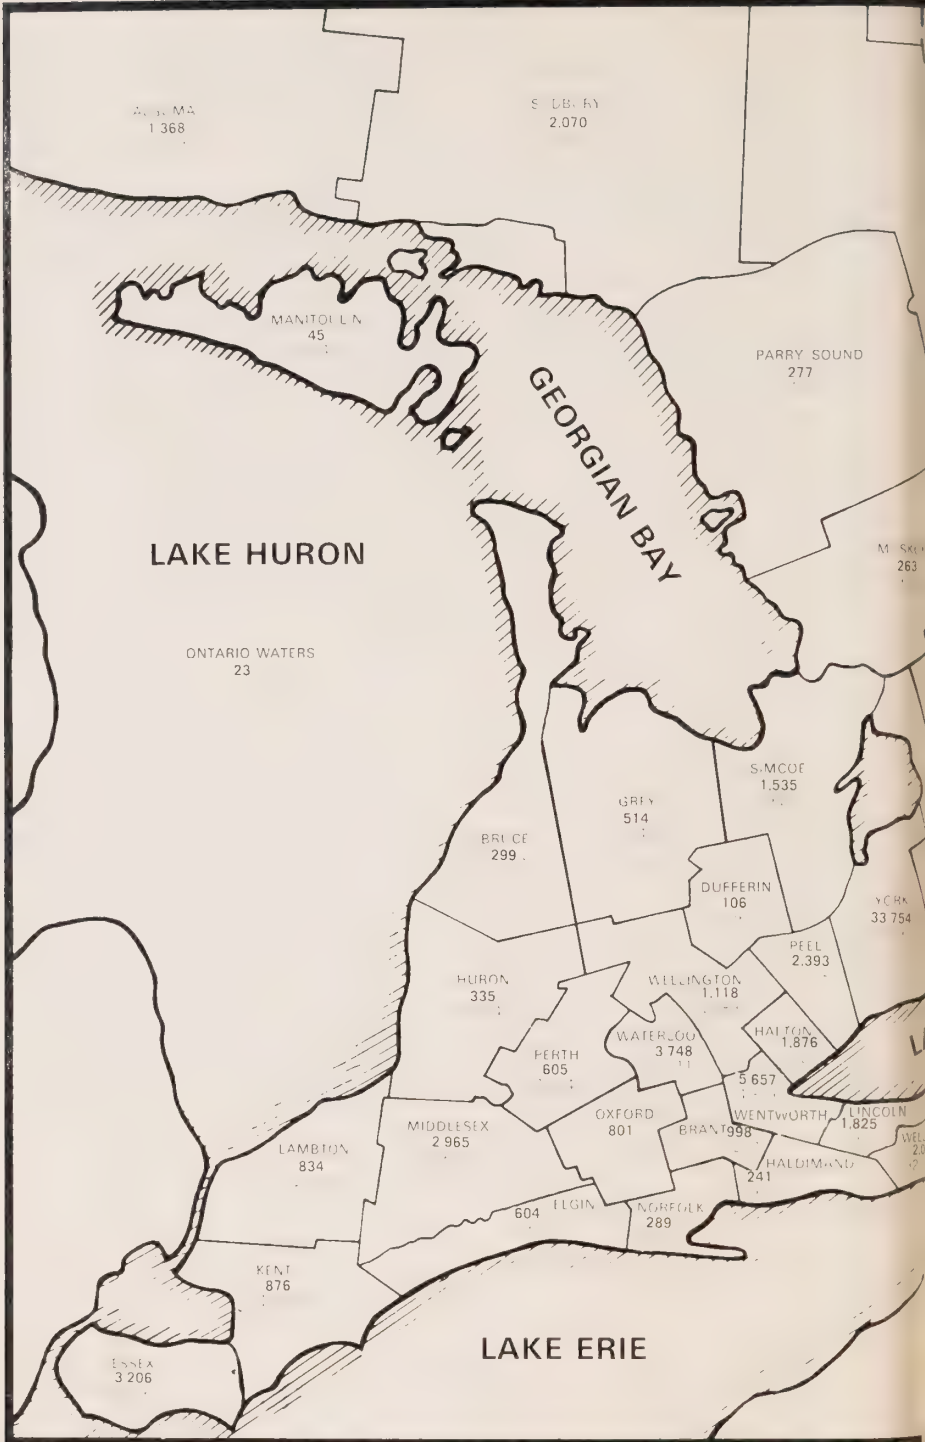 1 368
2.070
MANITOULIN
45
PARRY SOUND
277
GEORGIAN BAY
LAKE HURON
263
ONTARIO WATERS
23
SIMCOE
1.535
GREY
514
BRUCE
299
DUFFERIN
106
YORK
33 754
PEEL
2.393
HURON
335
WELLINGTON
1,118
HALTON
1,876
WATERLOO
3 748
PERTH
605
5 657
OXFORD
801
WENTWORTH
LINCOLN
1.825
MIDDLESEX
2 965
BRANT 998
LAMBTON
834
HALDIMAND
241
604 ELGIN
NORFOLK
289
KENT
876
LAKE ERIE
ESSEX
3 206